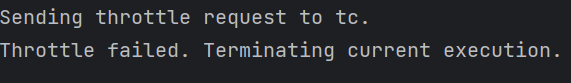 Sending throttle request to tc.
Throttle failed. Terminating current execution.